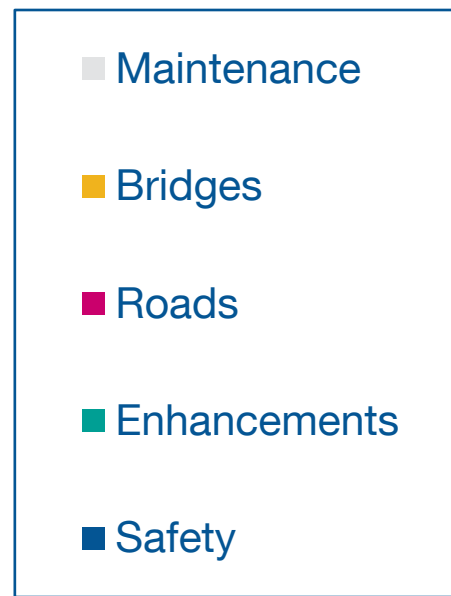 Maintenance
Bridges
Roads
Enhancements
Safety